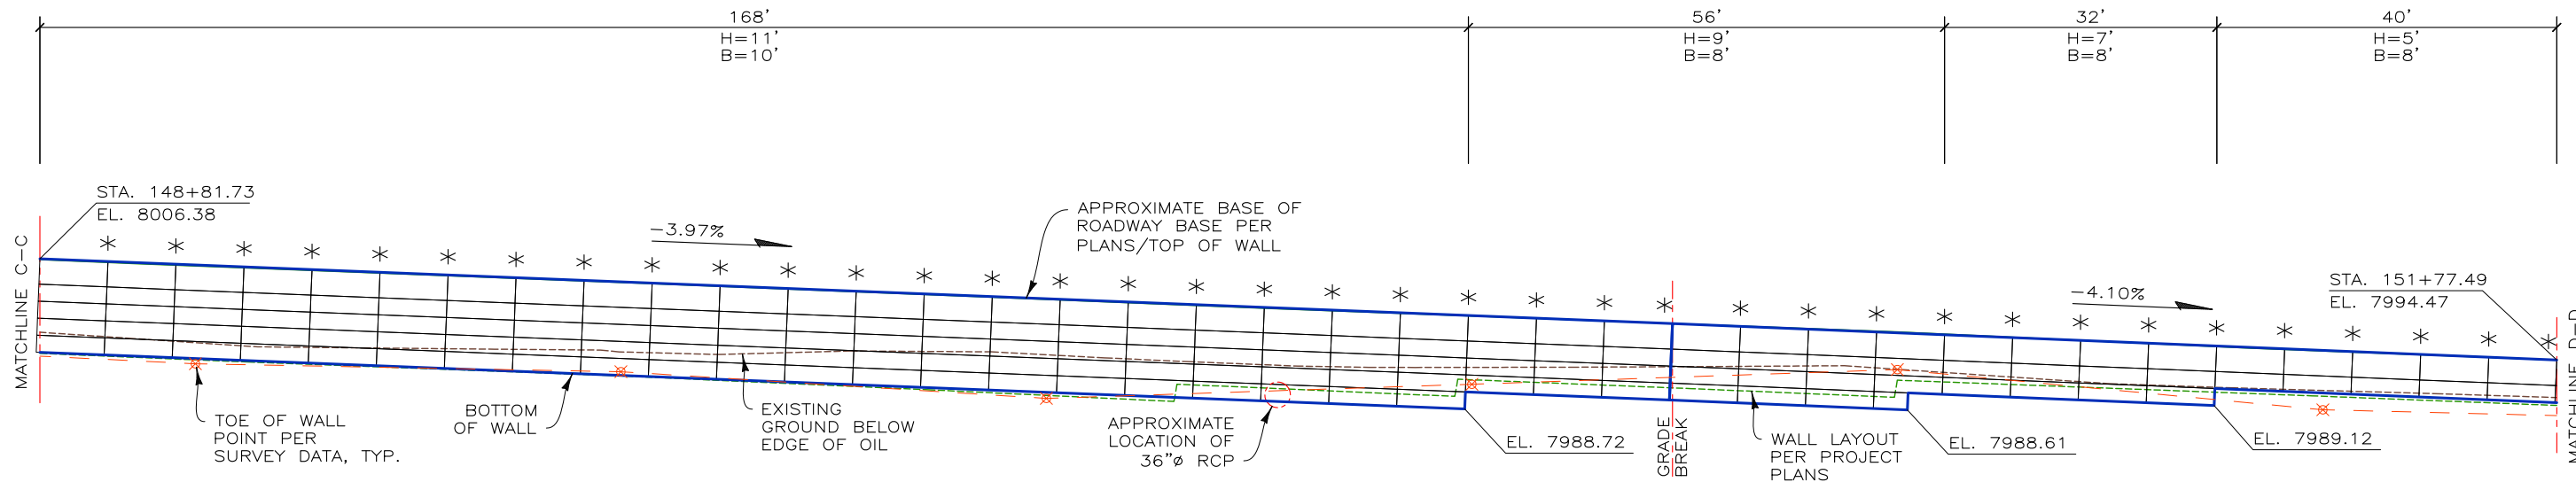 168'
H=11'
B=10'
56'
H=9'
B=8'
32'
H=7'
B=8'
40'
H=5'
B=8'
STA. 148+81.73
EL. 8006.38
MATCHLINE C-C
-3.97%
APPROXIMATE BASE OF
ROADWAY BASE PER
PLANS/TOP OF WALL
-4.10%
STA. 151+77.49
EL. 7994.47
MATCHLINE D-D
TOE OF WALL
POINT PER
SURVEY DATA, TYP.
BOTTOM
OF WALL
EXISTING
GROUND BELOW
EDGE OF OIL
APPROXIMATE
LOCATION OF
36"ø RCP
EL. 7988.72
GRADE
BREAK
WALL LAYOUT
PER PROJECT
PLANS
EL. 7988.61
EL. 7989.12